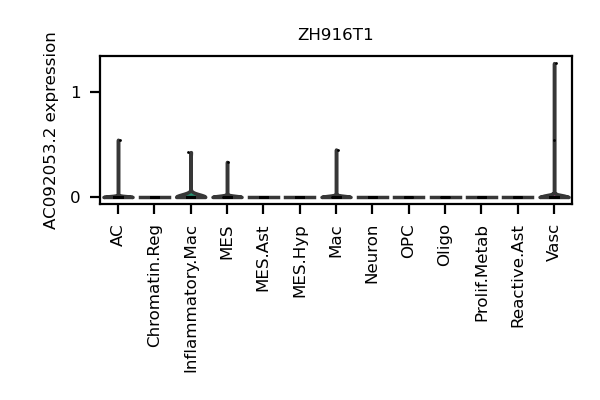 ZH916T1
AC092053.2 expression
1
0
AC
Chromatin.Reg
Inflammatory.Mac
MES
MES.Ast
MES.Hyp
Mac
Neuron
OPC
Oligo
Prolif.Metab
Reactive.Ast
Vasc